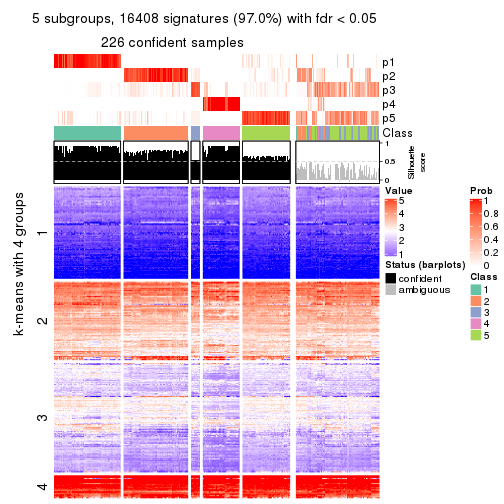 5 subgroups, 16408 signatures (97.0%) with fdr < 0.05
226 confident samples
p1
p2
p3
p4
p5
Class
1
0.5
0
Silhouette
score
k-means with 4 groups
1
2
3
4
Value
5
4
3
2
1
Status (barplots)
confident
ambiguous
Prob
1
0.8
0.6
0.4
0.2
0
Class
1
2
3
4
5